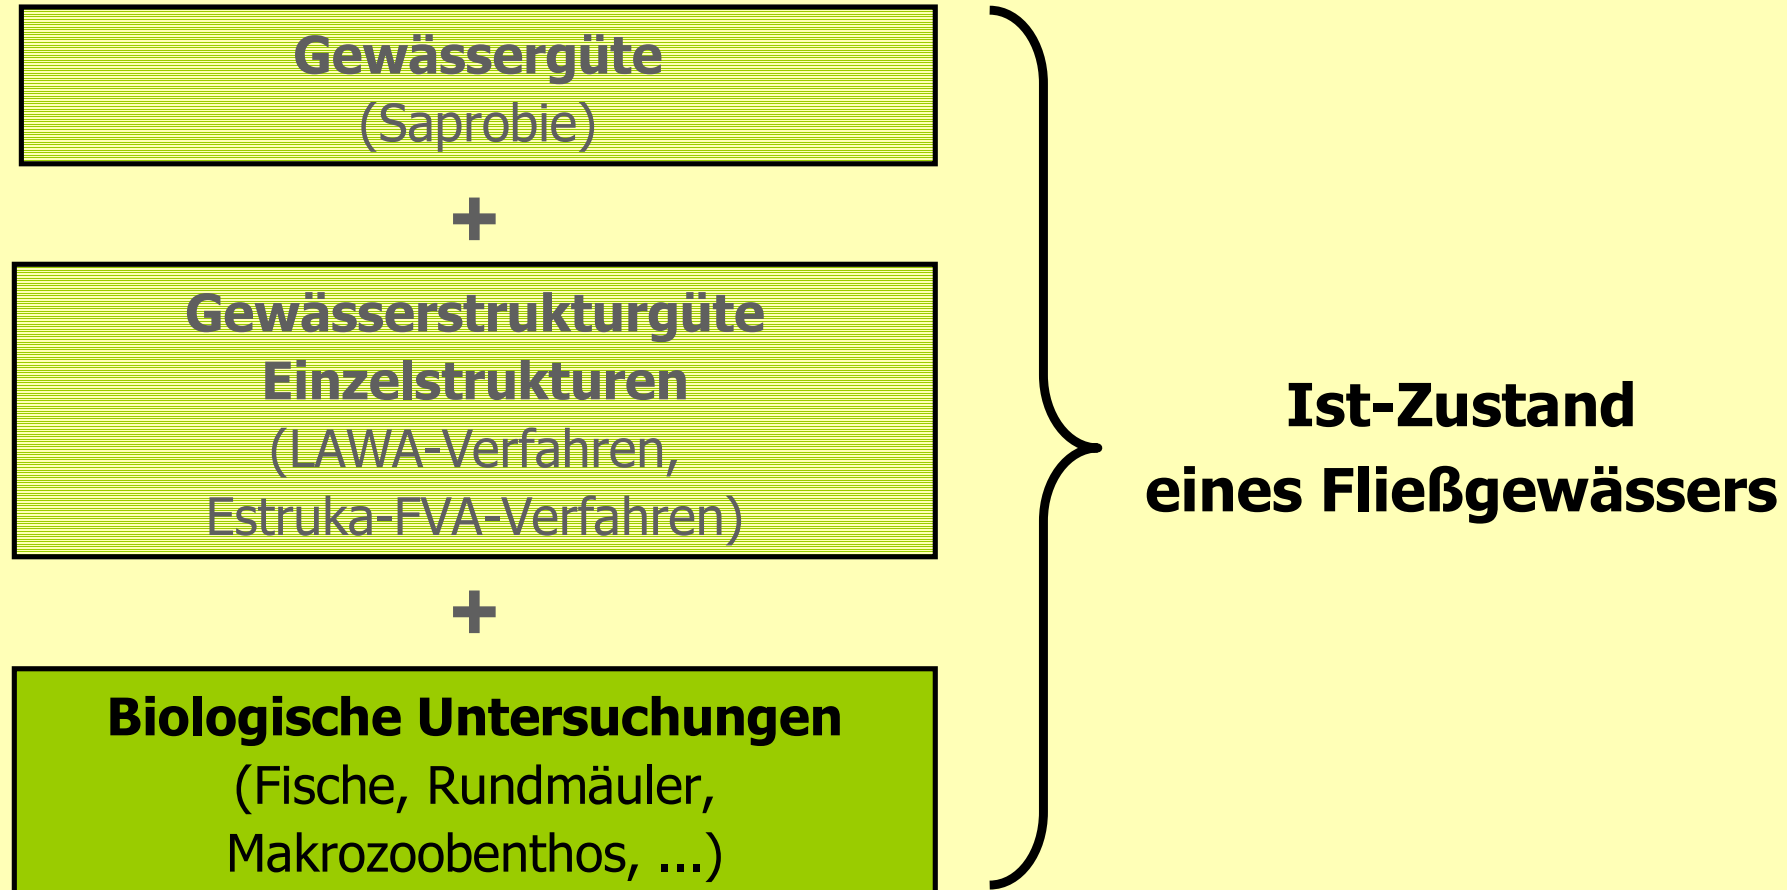 Gewässergüte
(Saprobie)
+
Gewässerstrukturgüte
Einzelstrukturen
(LAWA-Verfahren,
Estruka-FVA-Verfahren)
+
Biologische Untersuchungen
(Fische, Rundmäuler,
Makrozoobenthos, ...)
Ist-Zustand
eines Fließgewässers